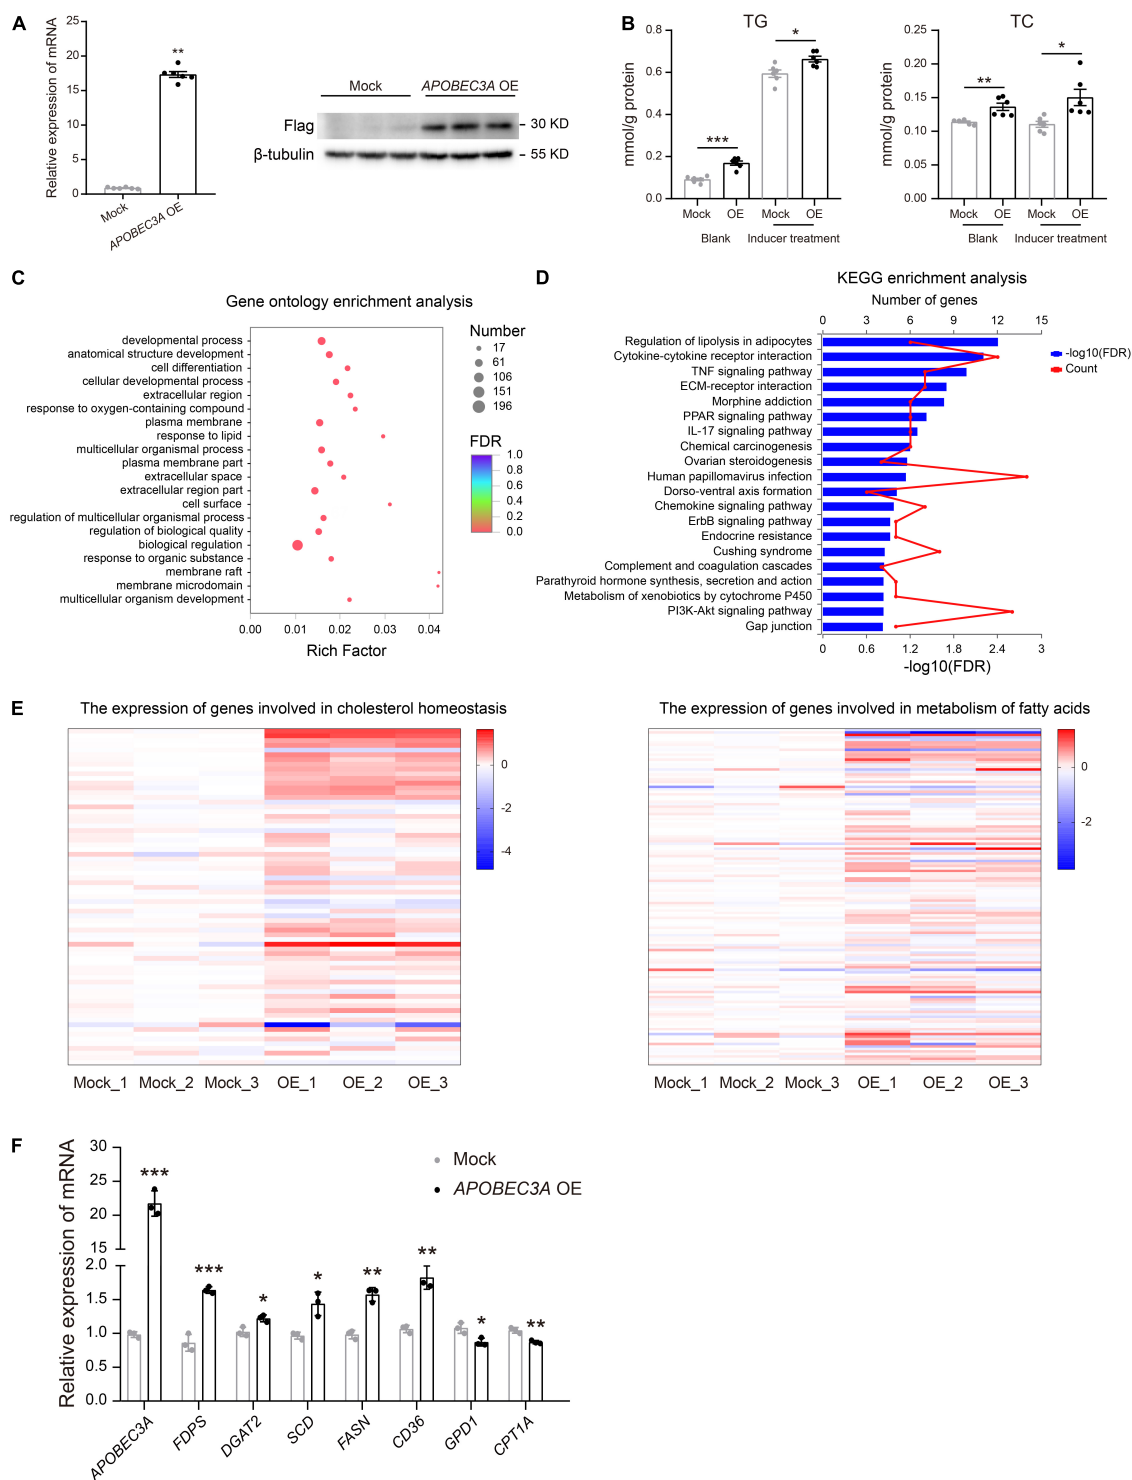 A
Relative expression of mRNA
25
20
15
10
5
0
**
Mock
APOBEC3A OE
Mock
APOBEC3A OE
Flag
30 KD
β-tubulin
55 KD
B
TG
mmol/g protein
0.8
0.6
0.4
0.2
0.0
***
*
Mock
OE
Mock
OE
Blank
Inducer treatment
TC
mmol/g protein
0.25
0.20
0.15
0.10
0.05
0.00
**
*
Mock
OE
Mock
OE
Blank
Inducer treatment
C
Gene ontology enrichment analysis
developmental process
anatomical structure development
cell differentiation
cellular developmental process
extracellular region
response to oxygen-containing compound
plasma membrane
response to lipid
multicellular organismal process
plasma membrane part
extracellular space
extracellular region part
cell surface
regulation of multicellular organismal process
regulation of biological quality
biological regulation
response to organic substance
membrane raft
membrane microdomain
multicellular organism development
0.00
0.01
0.02
0.03
0.04
Rich Factor
Number
17
61
106
151
196
FDR
1.0
0.8
0.6
0.4
0.2
0.0
D
KEGG enrichment analysis
Number of genes
0
3
6
9
12
15
Regulation of lipolysis in adipocytes
Cytokine-cytokine receptor interaction
TNF signaling pathway
ECM-receptor interaction
Morphine addiction
PPAR signaling pathway
IL-17 signaling pathway
Chemical carcinogenesis
Ovarian steroidogenesis
Human papillomavirus infection
Dorso-ventral axis formation
Chemokine signaling pathway
ErbB signaling pathway
Endocrine resistance
Cushing syndrome
Complement and coagulation cascades
Parathyroid hormone synthesis, secretion and action
Metabolism of xenobiotics by cytochrome P450
PI3K-Akt signaling pathway
Gap junction
0
0.6
1.2
1.8
2.4
3
-log10(FDR)
-log10(FDR)
Count
E
The expression of genes involved in cholesterol homeostasis
0
-2
-4
Mock_1
Mock_2
Mock_3
OE_1
OE_2
OE_3
The expression of genes involved in metabolism of fatty acids
0
-2
Mock_1
Mock_2
Mock_3
OE_1
OE_2
OE_3
F
Relative expression of mRNA
30
25
20
15
2.0
1.5
1.0
0.5
0.0
***
***
*
*
**
**
*
**
Mock
APOBEC3A OE
APOBEC3A
FDPS
DGAT2
SCD
FASN
CD36
GPD1
CPT1A